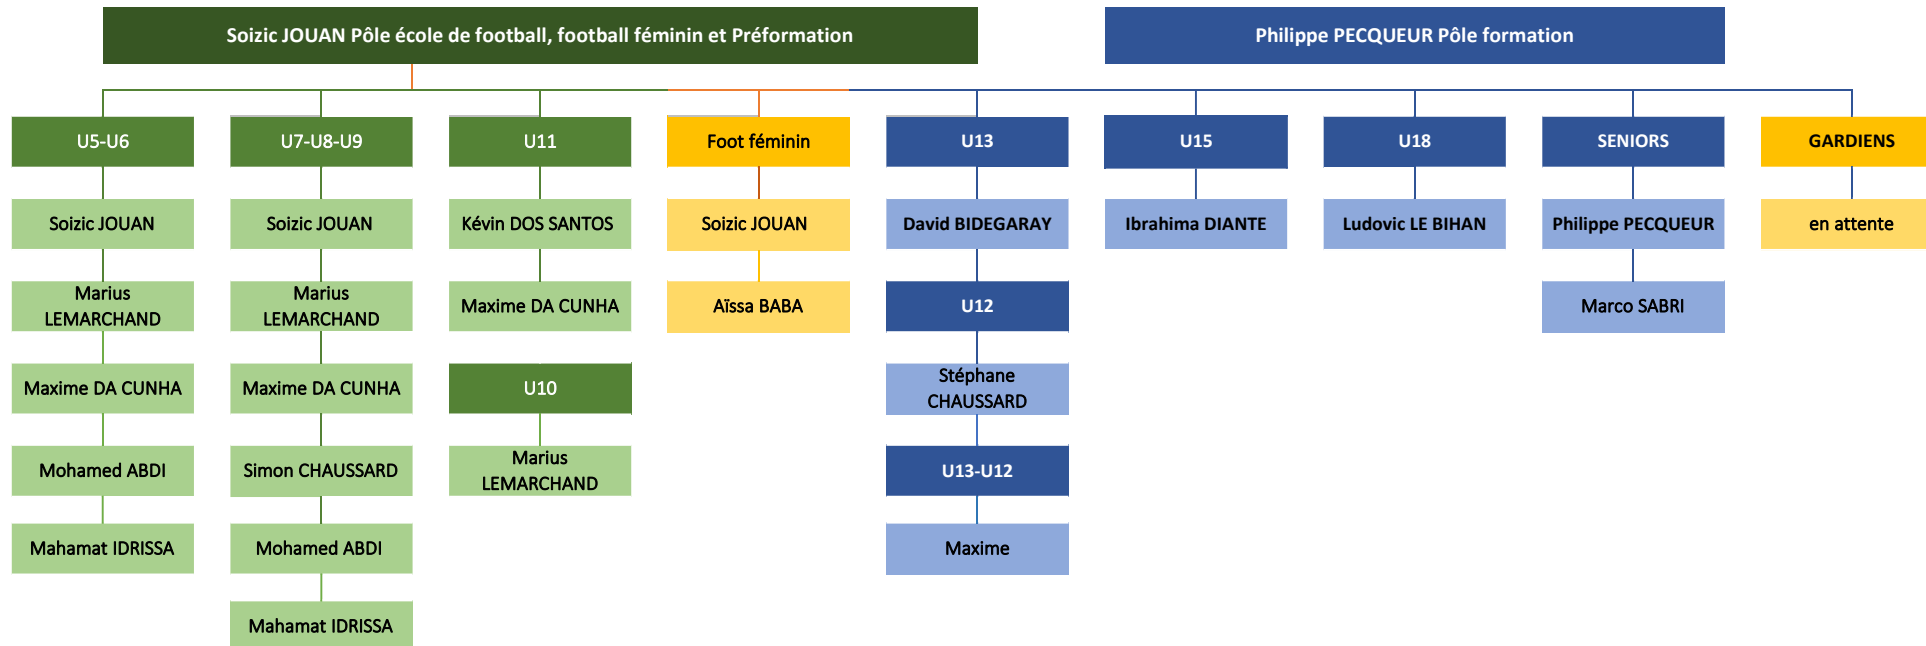 Soizic JOUAN Pôle école de football, football féminin et Préformation
Philippe PECQUEUR Pôle formation
U5-U6
Soizic JOUAN
Marius
LEMARCHAND
Maxime DA CUNHA
Mohamed ABDI
Mahamat IDRISSA
U7-U8-U9
Soizic JOUAN
Marius
LEMARCHAND
Maxime DA CUNHA
Simon CHAUSSARD
Mohamed ABDI
Mahamat IDRISSA
U11
Kévin DOS SANTOS
Maxime DA CUNHA
U10
Marius
LEMARCHAND
Foot féminin
Soizic JOUAN
Aïssa BABA
U13
David BIDEGARAY
U12
Stéphane
CHAUSSARD
U13-U12
Maxime
U15
Ibrahima DIANTE
U18
Ludovic LE BIHAN
SENIORS
Philippe PECQUEUR
Marco SABRI
GARDIENS
en attente